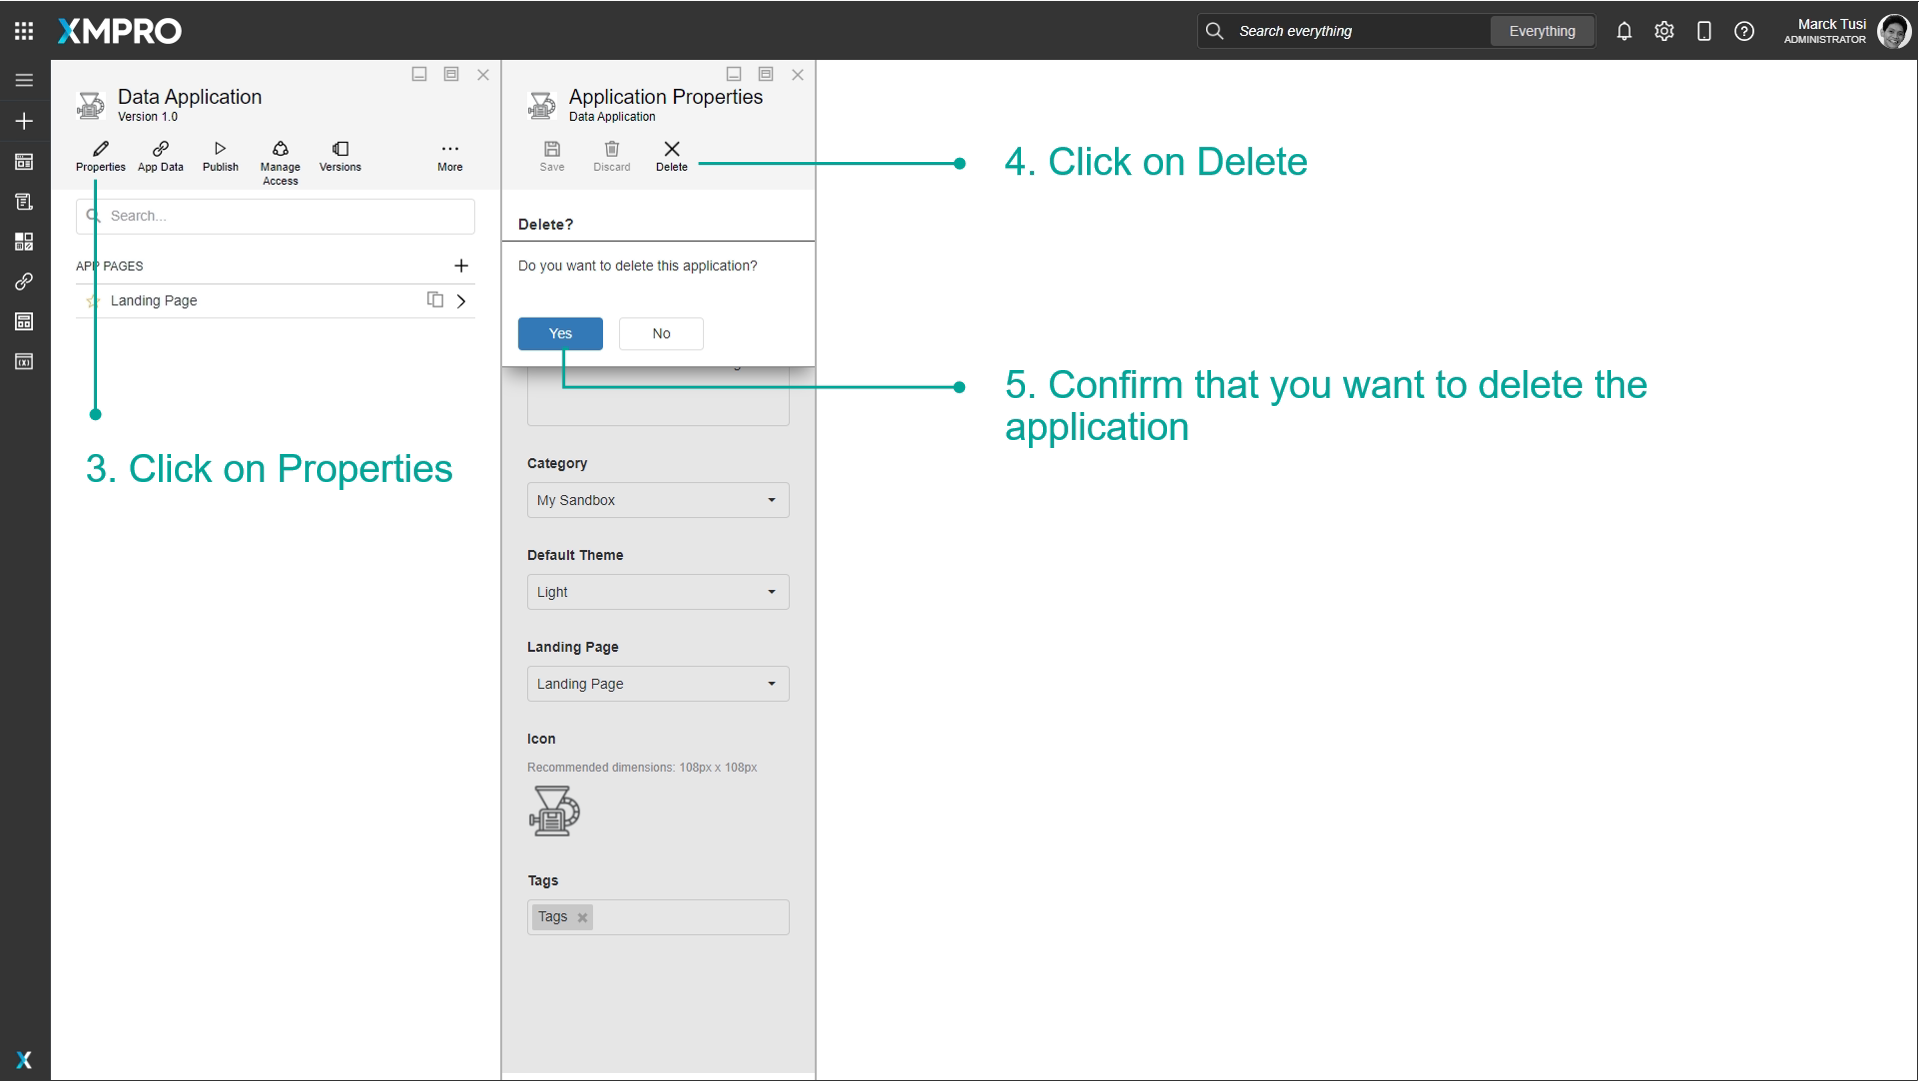 XMPRO
Search everything
Everything
Marck Tusi
ADMINISTRATOR
Data Application
Version 1.0
Properties
App Data
Publish
Manage
Access
Versions
More
Search...
APP PAGES
Landing Page
3. Click on Properties
Application Properties
Data Application
Save
Discard
Delete
4. Click on Delete
Delete?
Do you want to delete this application?
Yes
No
5. Confirm that you want to delete the
application
Category
My Sandbox
Default Theme
Light
Landing Page
Landing Page
Icon
Recommended dimensions: 108px x 108px
Tags
Tags